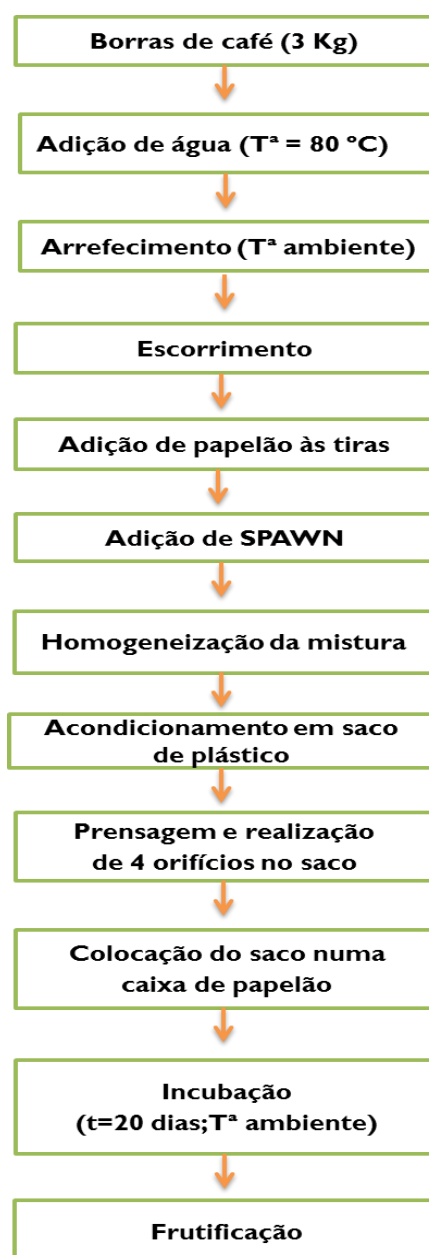 Borras de café (3 Kg)
Adição de água (Tª = 80 ºC)
Arrefecimento (Tª ambiente)
Escorrimento
Adição de papelão às tiras
Adição de SPAWN
Homogeneização da mistura
Acondicionamento em saco
de plástico
Prensagem e realização
de 4 orifícios no saco
Colocação do saco numa
caixa de papelão
Incubação
(t=20 dias;Tª ambiente)
Frutificação